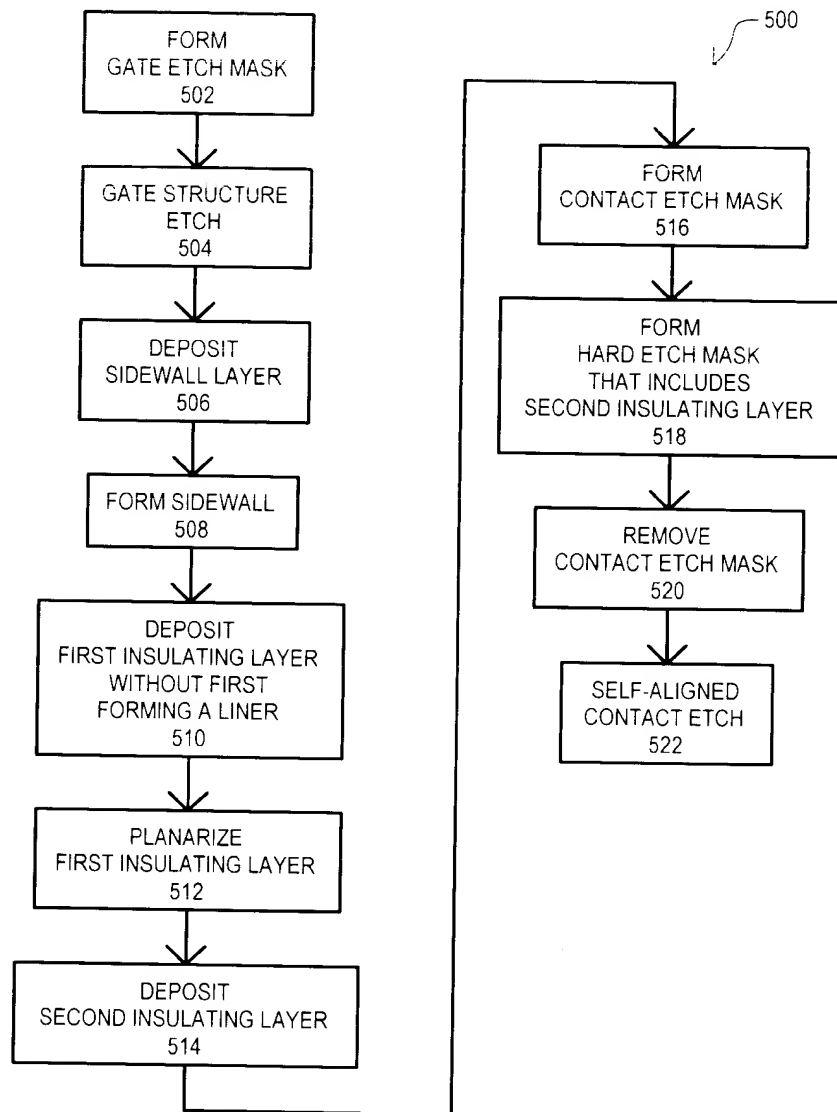 500
FORM
GATE ETCH MASK
502
GATE STRUCTURE
ETCH
504
DEPOSIT
SIDEWALL LAYER
506
FORM SIDEWALL
508
DEPOSIT
FIRST INSULATING LAYER
WITHOUT FIRST
FORMING A LINER
510
PLANARIZE
FIRST INSULATING LAYER
512
DEPOSIT
SECOND INSULATING LAYER
514
FORM
CONTACT ETCH MASK
516
FORM
HARD ETCH MASK
THAT INCLUDES
SECOND INSULATING LAYER
518
REMOVE
CONTACT ETCH MASK
520
SELF-ALIGNED
CONTACT ETCH
522